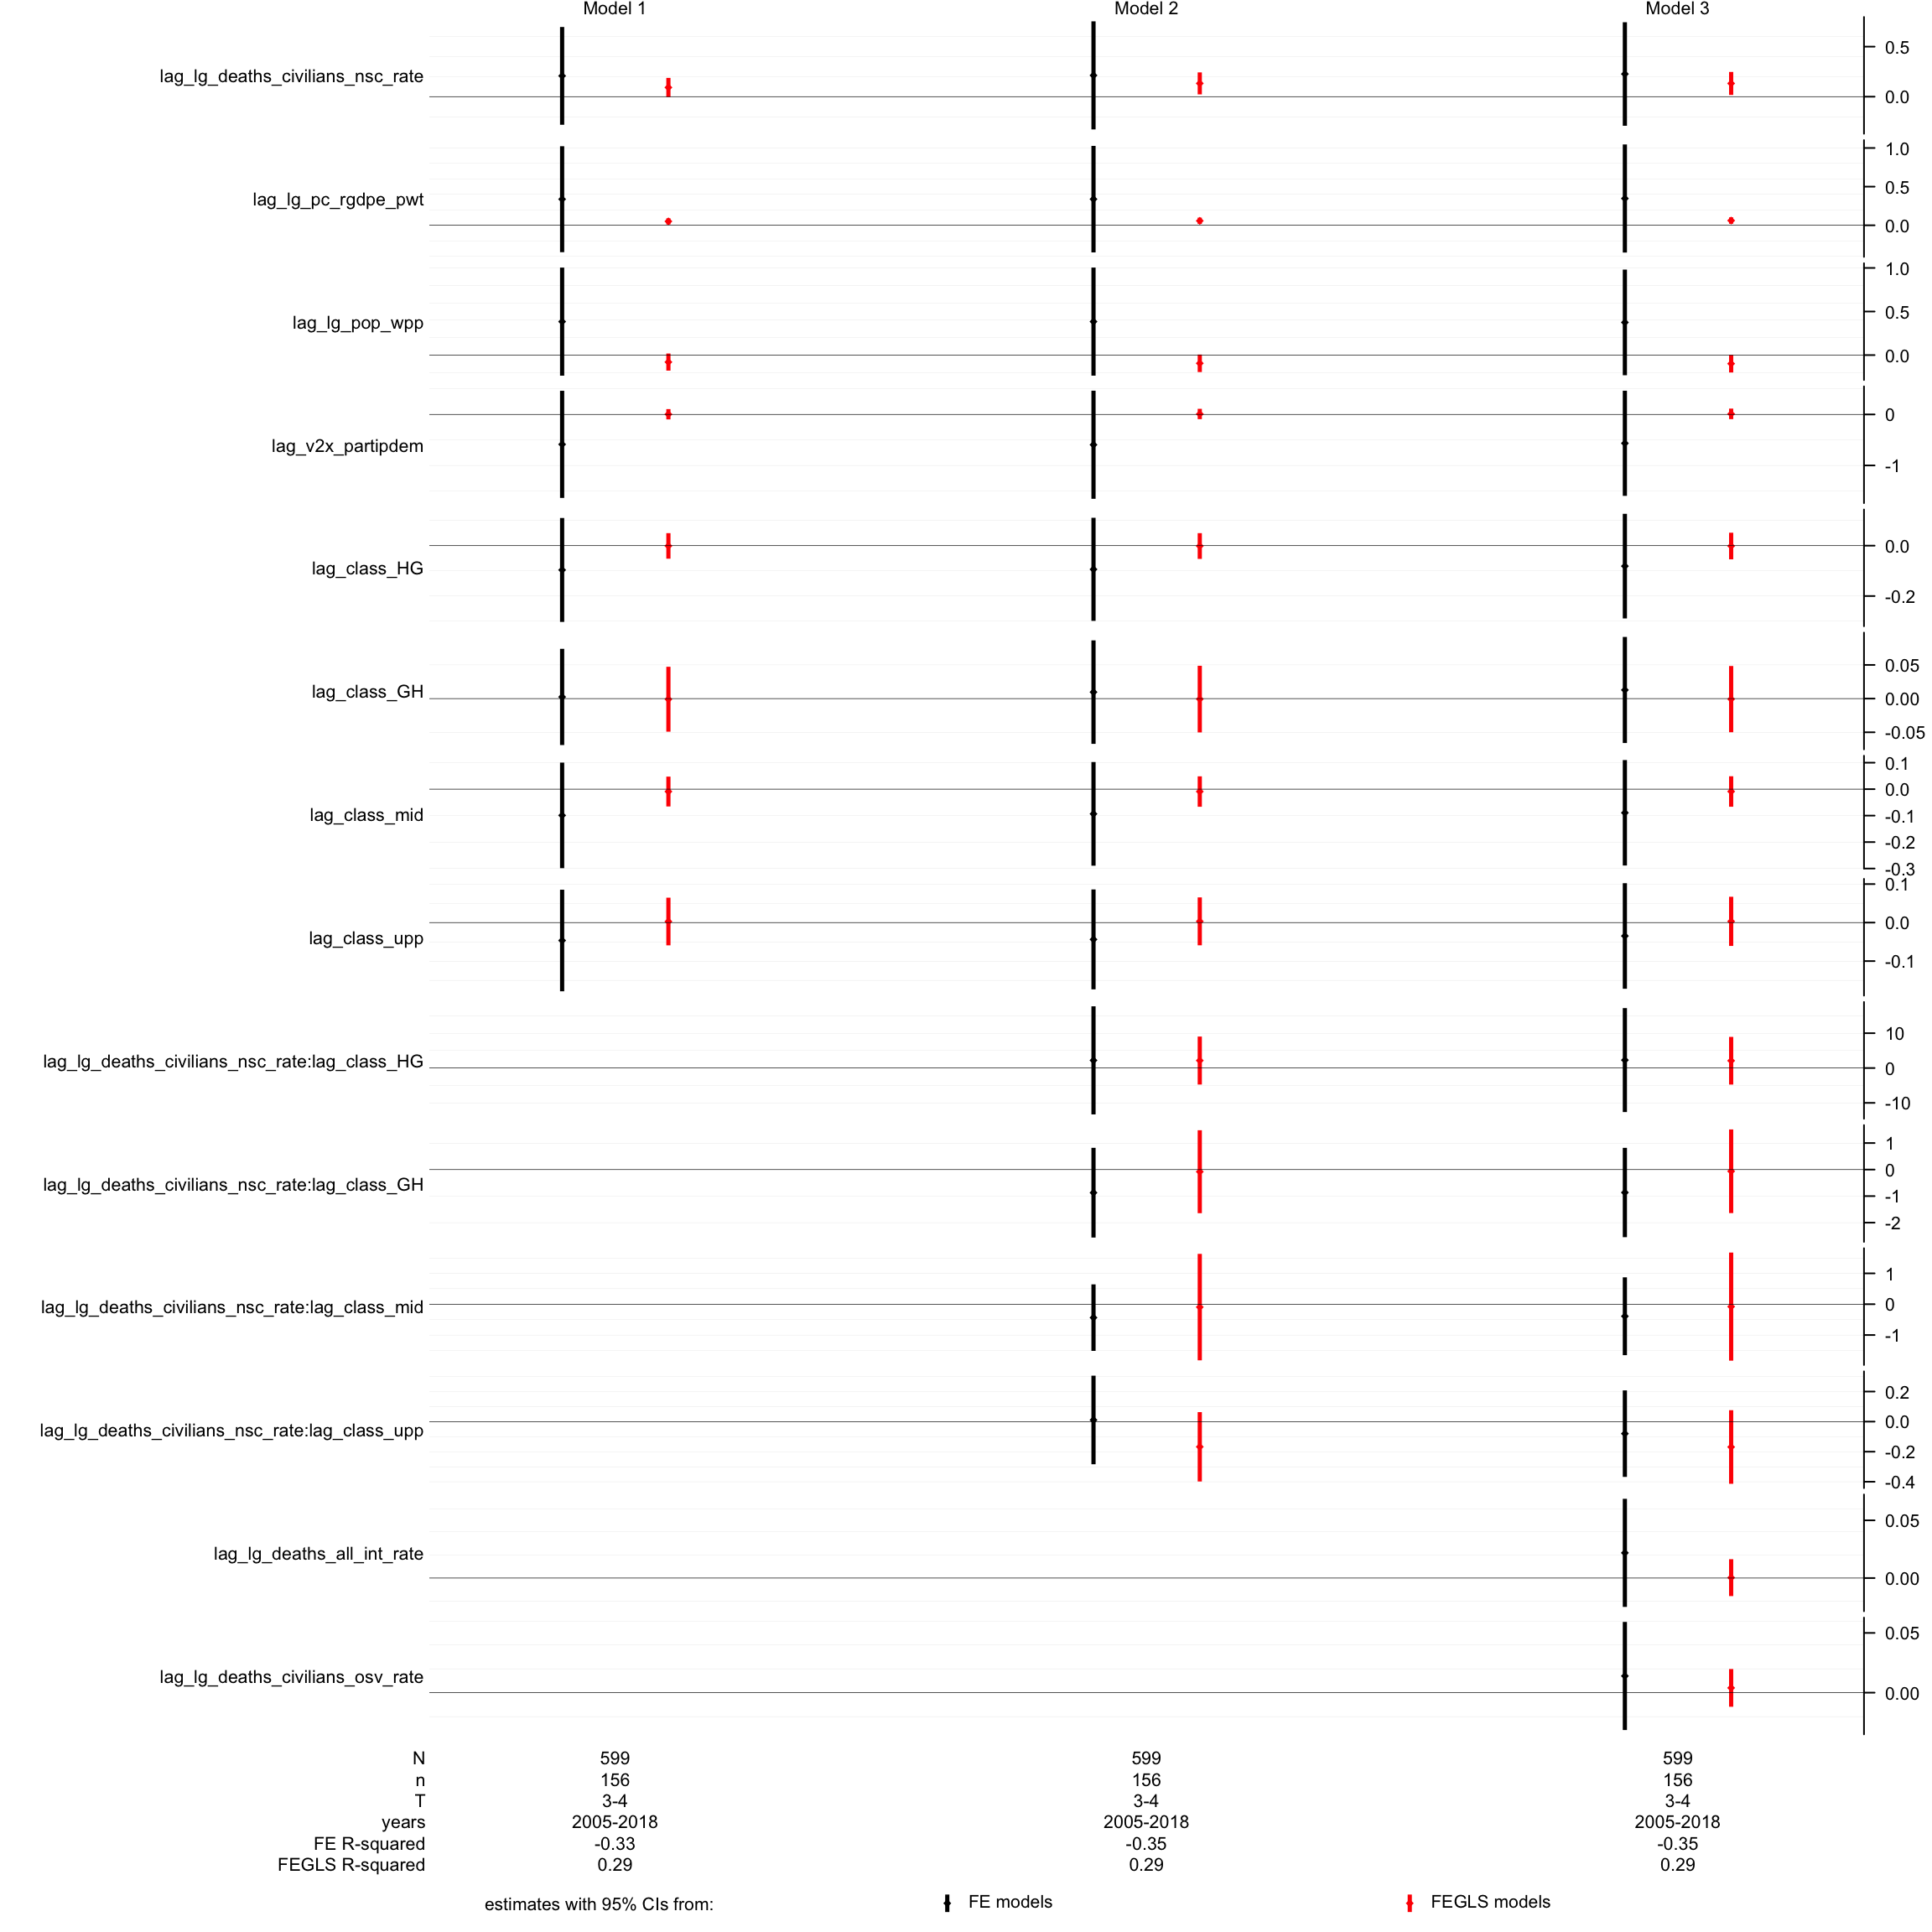 Model 1 Model 2 Model 3
lag_lg_deaths_civilians_nsc_rate 0.5 0.0
lag_lg_pc_rgdpe_pwt 1.0 0.5 0.0
lag_lg_pop_wpp 1.0 0.5 0.0
lag_v2x_partipdem 0 -1
lag_class_HG 0.0 -0.2
lag_class_GH 0.05 0.00 -0.05
lag_class_mid 0.1 0.0 -0.1 -0.2 -0.3
lag_class_upp 0.1 0.0 -0.1
lag_lg_deaths_civilians_nsc_rate:lag_class_HG 10 0 -10
lag_lg_deaths_civilians_nsc_rate:lag_class_GH 1 0 -1 -2
lag_lg_deaths_civilians_nsc_rate:lag_class_mid 1 0 -1
lag_lg_deaths_civilians_nsc_rate:lag_class_upp 0.2 0.0 -0.2 -0.4
lag_lg_deaths_all_int_rate 0.05 0.00
lag_lg_deaths_civilians_osv_rate 0.05 0.00
N 599 599 599
n 156 156 156
T 3-4 3-4 3-4
years 2005-2018 2005-2018 2005-2018
FE R-squared -0.33 -0.35 -0.35
FEGLS R-squared 0.29 0.29 0.29
estimates with 95% CIs from: FE models FEGLS models